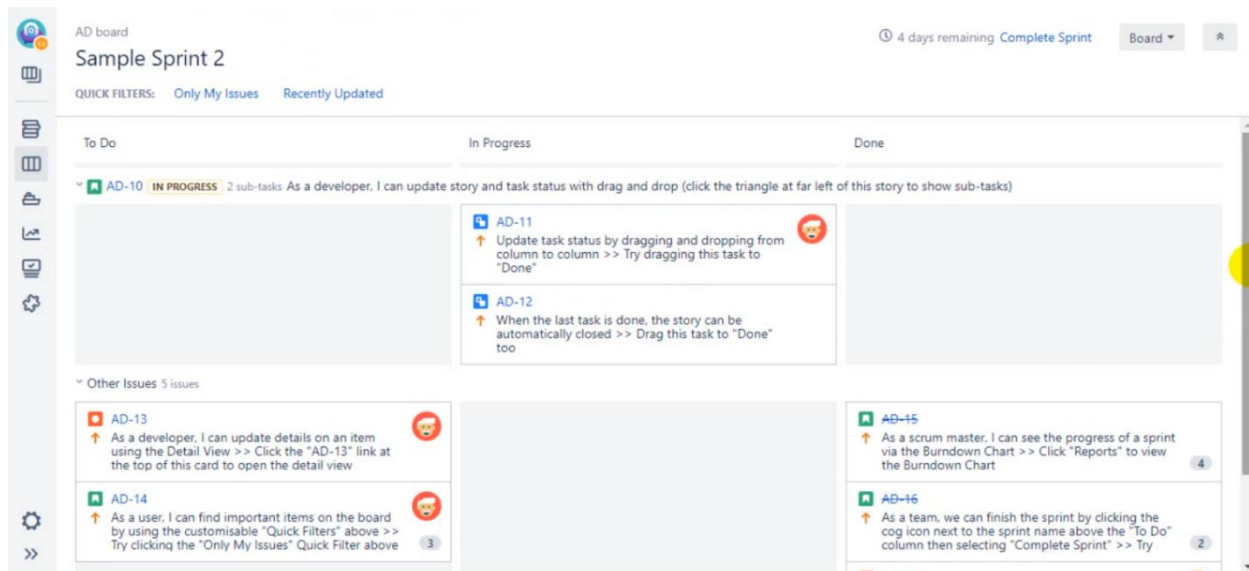 AD board
4 days remaining Complete Sprint
Board
Sample Sprint 2
QUICK FILTERS: Only My Issues Recently Updated
To Do
In Progress
Done
AD-10 IN PROGRESS 2 sub-tasks As a developer, I can update story and task status with drag and drop (click the triangle at far left of this story to show sub-tasks)
AD-11
Update task status by dragging and dropping from
column to column >> Try dragging this task to
"Done"
AD-12
When the last task is done, the story can be
automatically closed >> Drag this task to "Done"
too
Other Issues 5 issues
AD-13
As a developer, I can update details on an item
using the Detail View >> Click the "AD-13" link at
the top of this card to open the detail view
AD-14
As a user, I can find important items on the board
by using the customisable "Quick Filters" above >>
Try clicking the "Only My Issues" Quick Filter above
3
AD-15
As a scrum master, I can see the progress of a sprint
via the Burndown Chart >> Click "Reports" to view
the Burndown Chart
4
AD-16
As a team, we can finish the sprint by clicking the
cog icon next to the sprint name above the "To Do"
column then selecting "Complete Sprint" >> Try
2